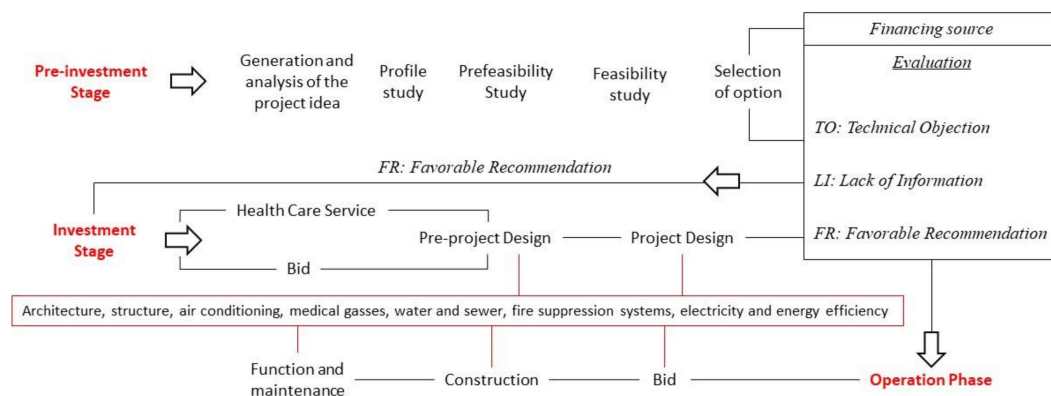 Financing source
Evaluation
Pre-investment
Stage
Generation and
analysis of the
project idea
Profile
study
Prefeasibility
Study
Feasibility
study
Selection
of option
TO: Technical Objection
FR: Favorable Recommendation
LI: Lack of Information
Health Care Service
Investment
Stage
Pre-project Design
Project Design
FR: Favorable Recommendation
Bid
Architecture, structure, air conditioning, medical gasses, water and sewer, fire suppression systems, electricity and energy efficiency
Function and
maintenance
Construction
Bid
Operation Phase